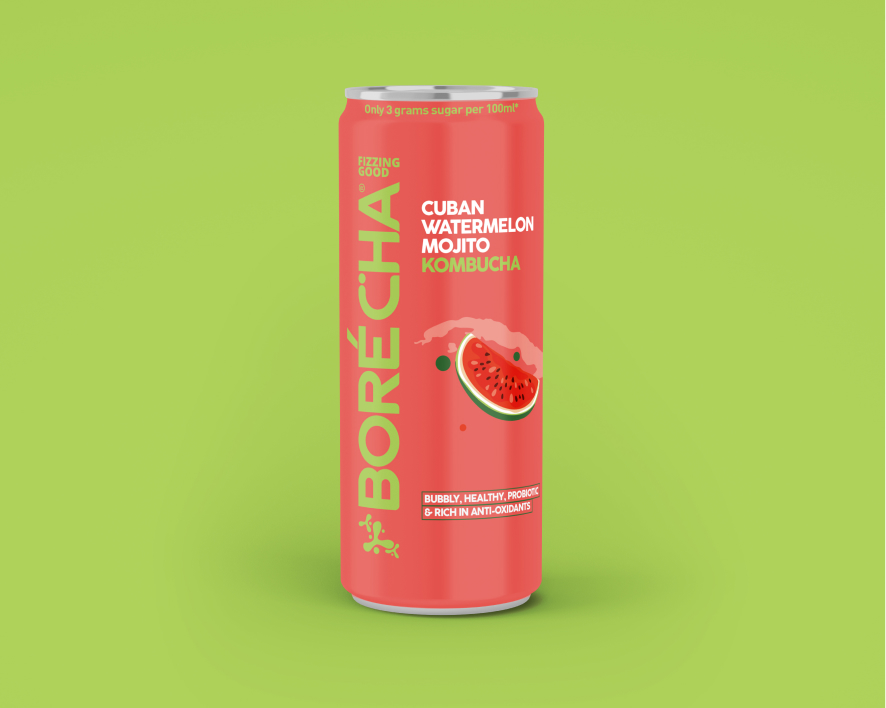 Only 3 grams sugar per 100ml*
FIZZING
GOOD
BORÉCHA®
CUBAN
WATERMELON
MOJITO
KOMBUCHA
BUBBLY, HEALTHY, PROBIOTIC
& RICH IN ANTI-OXIDANTS